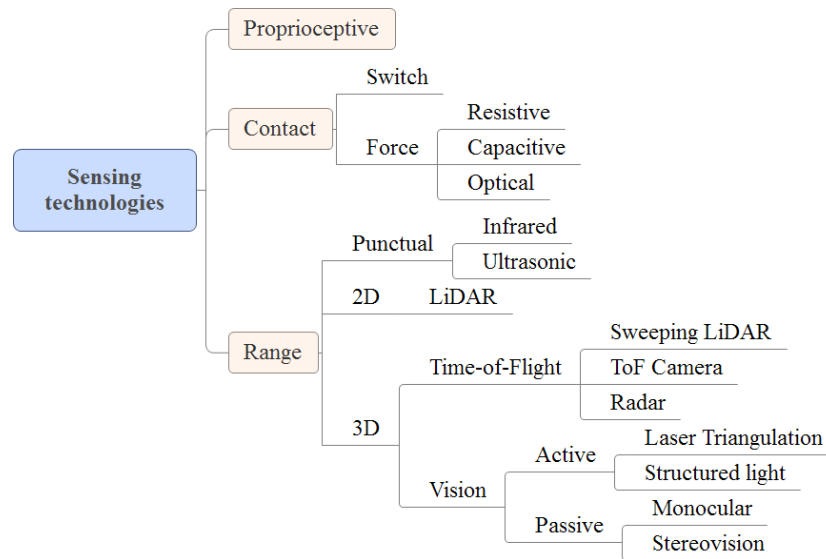 Proprioceptive
Switch
Resistive
Contact
Force
Capacitive
Optical
Sensing
technologies
Infrared
Punctual
Ultrasonic
2D
LiDAR
Sweeping LiDAR
Range
Time-of-Flight
ToF Camera
Radar
3D
Laser Triangulation
Active
Structured light
Vision
Monocular
Passive
Stereovision